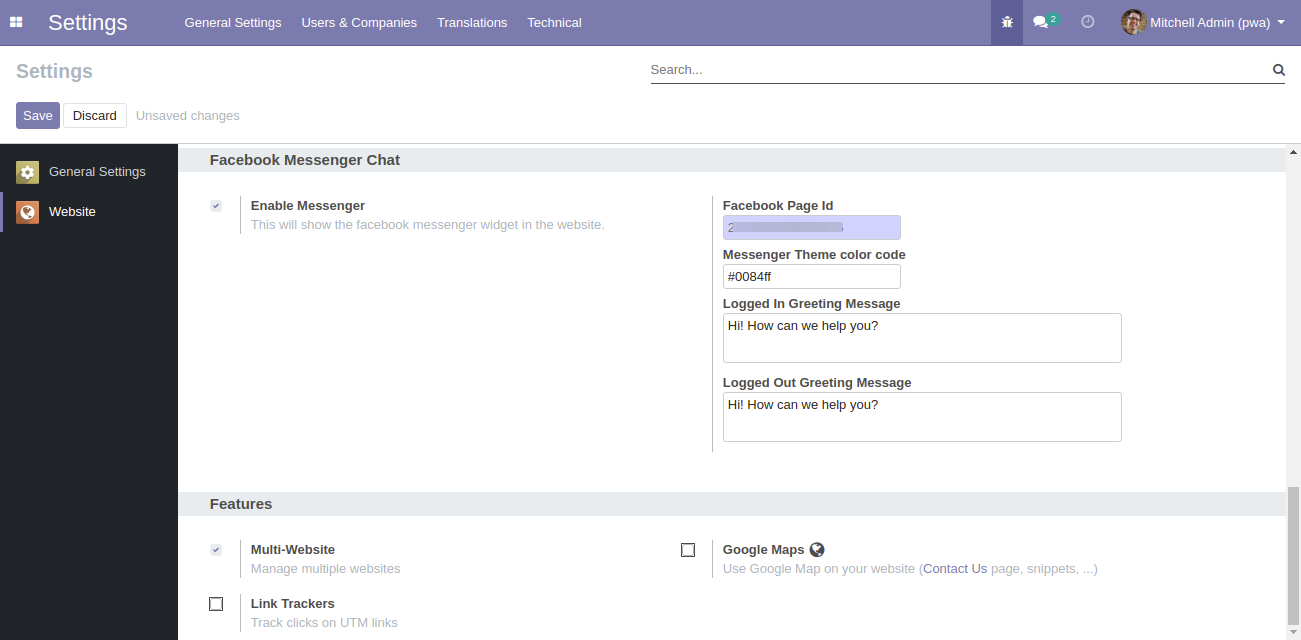 Settings General Settings Users & Companies Translations Technical 2 Mitchell Admin (pwa)
Settings Search...
Save Discard Unsaved changes
General Settings
Website
Facebook Messenger Chat
Enable Messenger
This will show the facebook messenger widget in the website.
Facebook Page Id
Messenger Theme color code
#0084ff
Logged In Greeting Message
Hi! How can we help you?
Logged Out Greeting Message
Hi! How can we help you?
Features
Multi-Website
Manage multiple websites
Google Maps
Use Google Map on your website (Contact Us page, snippets, ...)
Link Trackers
Track clicks on UTM links